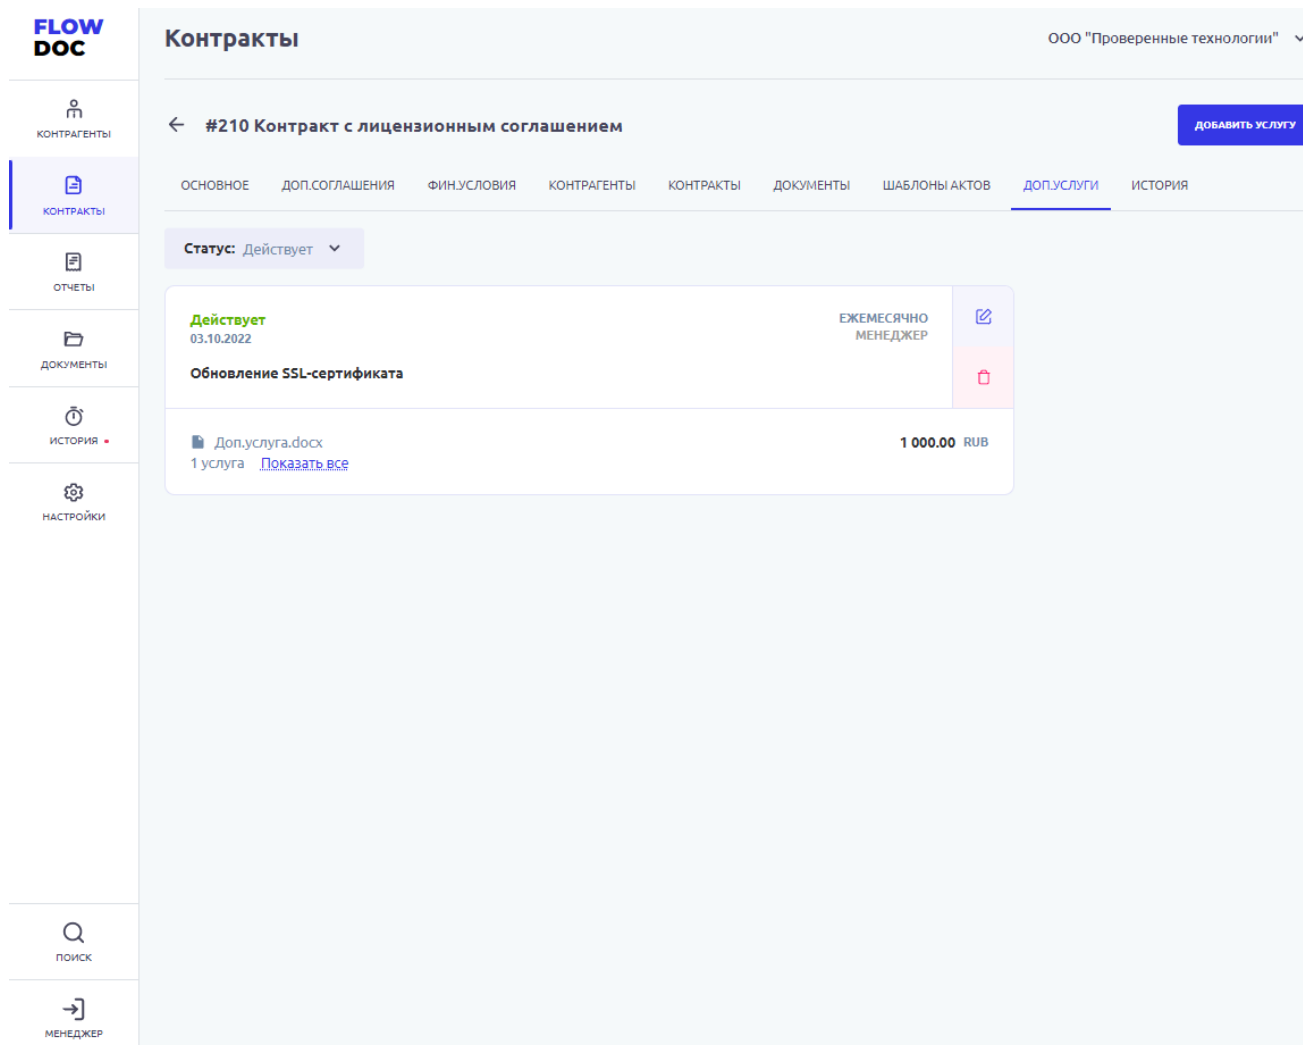 FLOW
DOC
Контракты
ООО "Проверенные технологии"
КОНТРАГЕНТЫ
КОНТРАКТЫ
ОТЧЕТЫ
ДОКУМЕНТЫ
ИСТОРИЯ
НАСТРОЙКИ
ПОИСК
МЕНЕДЖЕР
#210 Контракт с лицензионным соглашением
ДОБАВИТЬ УСЛУГУ
ОСНОВНОЕ ДОП.СОГЛАШЕНИЯ ФИН.УСЛОВИЯ КОНТРАГЕНТЫ КОНТРАКТЫ ДОКУМЕНТЫ ШАБЛОНЫ АКТОВ ДОП.УСЛУГИ ИСТОРИЯ
Статус: Действует
Действует
03.10.2022
ЕЖЕМЕСЯЧНО
МЕНЕДЖЕР
Обновление SSL-сертификата
Доп.услуга.docx
1 000.00 RUB
1 услуга Показать все